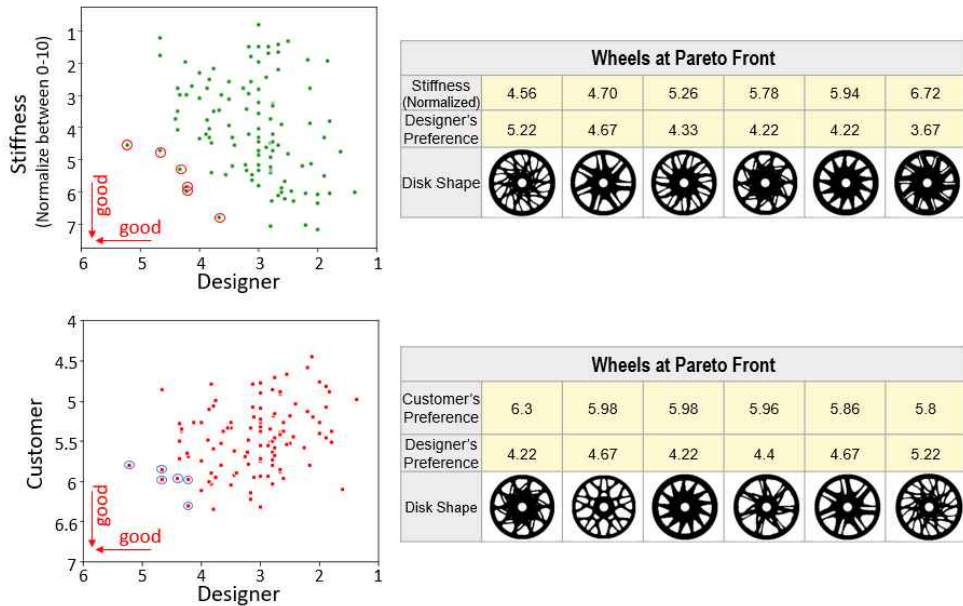 1
2
3
4
5
6
7
Stiffness
(Normalize between 0-10)
good
good
6 5 4 3 2 1
Designer
Wheels at Pareto Front
Stiffness (Normalized) 4.56 4.70 5.26 5.78 5.94 6.72
Designer's Preference 5.22 4.67 4.33 4.22 4.22 3.67
Disk Shape
4
4.5
5
5.5
6
6.6
7
Customer
good
good
6 5 4 3 2 1
Designer
Wheels at Pareto Front
Customer's Preference 6.3 5.98 5.98 5.96 5.86 5.8
Designer's Preference 4.22 4.67 4.22 4.4 4.67 5.22
Disk Shape